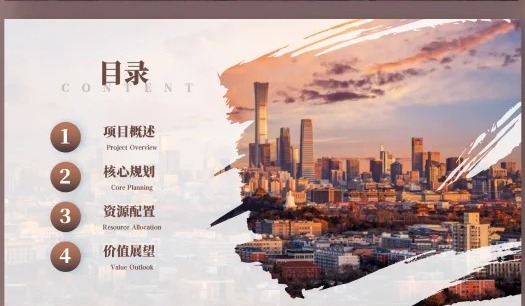 目录
CONTENT
1
项目概述
Project Overview
2
核心规划
Core Planning
3
资源配置
Resource Allocation
4
价值展望
Value Outlook